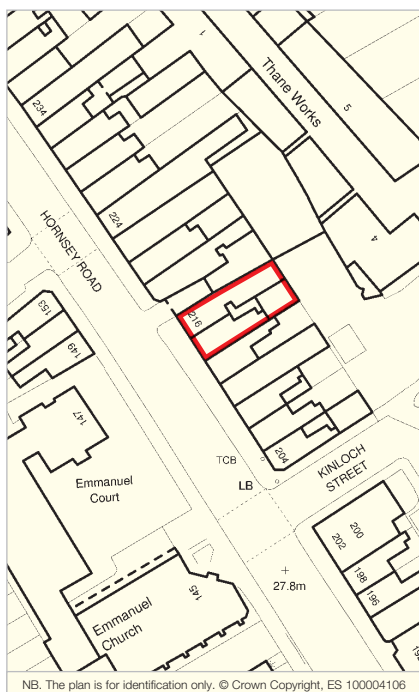 1
Thane Works
5
234
HORNSEY ROAD
224
4
216
153
149
147
Emmanuel
Court
TCB
LB
204
KINLOCH
STREET
200
202
198
196
27.8m
145
Emmanuel
Church
NB. The plan is for identification only. © Crown Copyright, ES 100004106